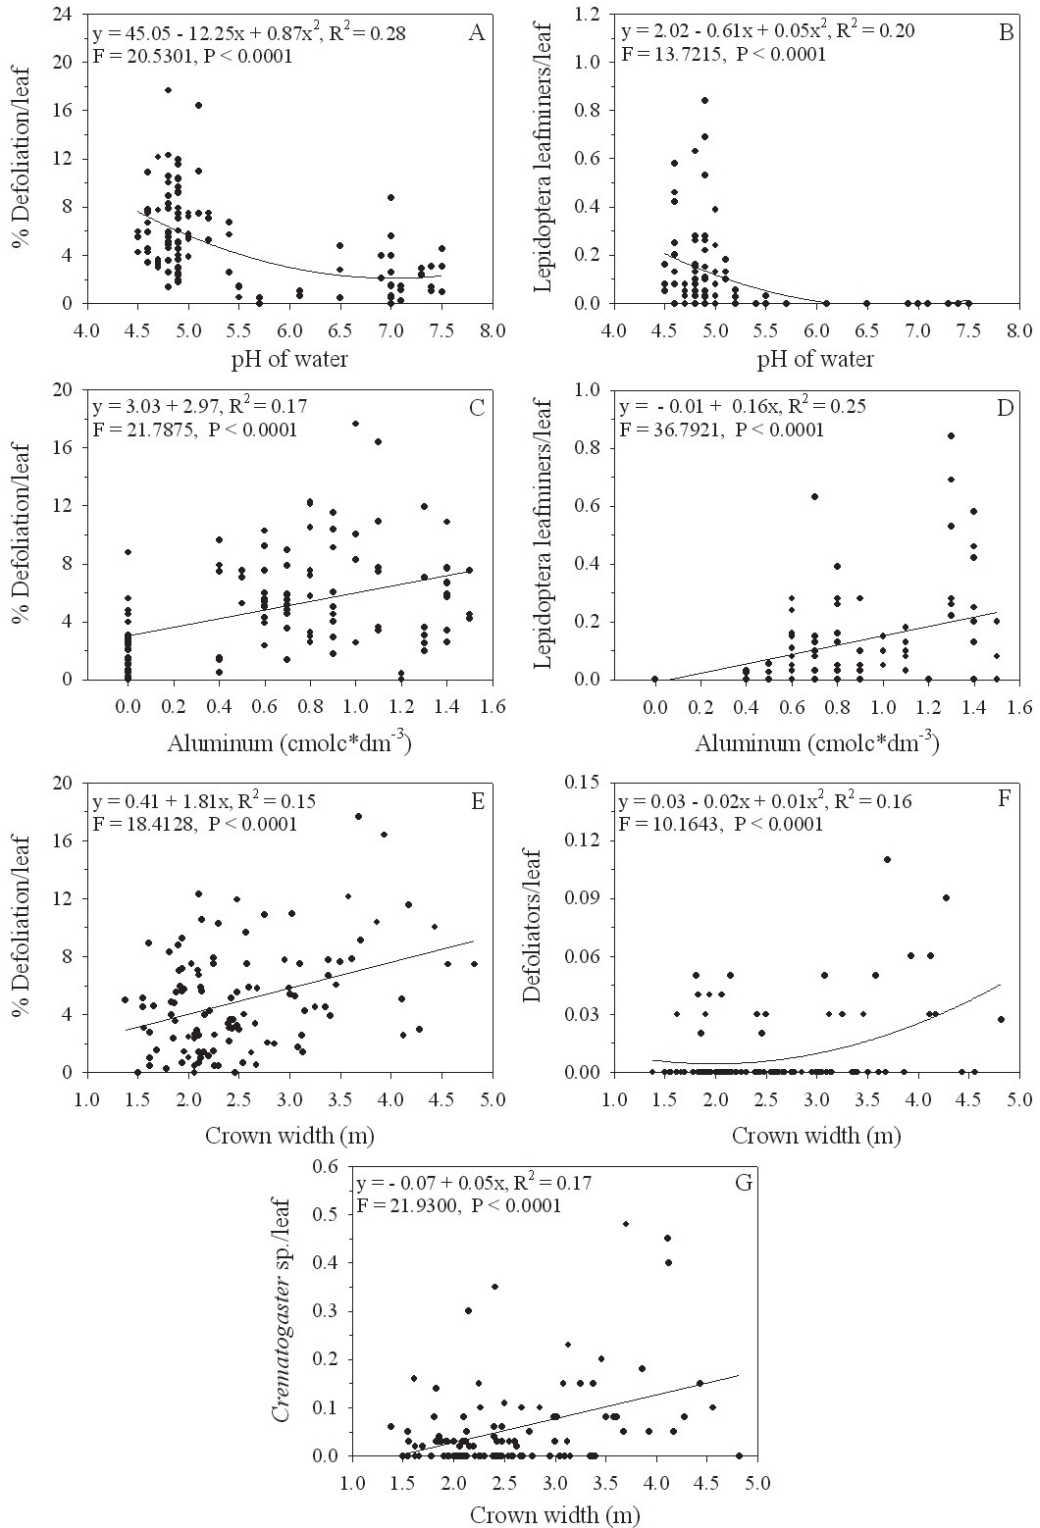 y = 45.05 - 12.25x + 0.87x², R² = 0.28
F = 20.5301, P < 0.0001
A
% Defoliation/leaf
24
20
16
12
8
4
0
4.0 4.5 5.0 5.5 6.0 6.5 7.0 7.5 8.0
pH of water
y = 2.02 - 0.61x + 0.05x², R² = 0.20
F = 13.7215, P < 0.0001
B
Lepidoptera leafminers/leaf
1.2
1.0
0.8
0.6
0.4
0.2
0.0
4.0 4.5 5.0 5.5 6.0 6.5 7.0 7.5 8.0
pH of water
y = 3.03 + 2.97, R² = 0.17
F = 21.7875, P < 0.0001
C
% Defoliation/leaf
20
16
12
8
4
0
0.0 0.2 0.4 0.6 0.8 1.0 1.2 1.4 1.6
Aluminum (cmolc*dm⁻³)
y = - 0.01 + 0.16x, R² = 0.25
F = 36.7921, P < 0.0001
D
Lepidoptera leafminers/leaf
1.0
0.8
0.6
0.4
0.2
0.0
0.0 0.2 0.4 0.6 0.8 1.0 1.2 1.4 1.6
Aluminum (cmolc*dm⁻³)
y = 0.41 + 1.81x, R² = 0.15
F = 18.4128, P < 0.0001
E
% Defoliation/leaf
20
16
12
8
4
0
1.0 1.5 2.0 2.5 3.0 3.5 4.0 4.5 5.0
Crown width (m)
y = 0.03 - 0.02x + 0.01x², R² = 0.16
F = 10.1643, P < 0.0001
F
Defoliators/leaf
0.15
0.12
0.09
0.06
0.03
0.00
1.0 1.5 2.0 2.5 3.0 3.5 4.0 4.5 5.0
Crown width (m)
y = - 0.07 + 0.05x, R² = 0.17
F = 21.9300, P < 0.0001
G
Crematogaster sp./leaf
0.6
0.5
0.4
0.3
0.2
0.1
0.0
1.0 1.5 2.0 2.5 3.0 3.5 4.0 4.5 5.0
Crown width (m)